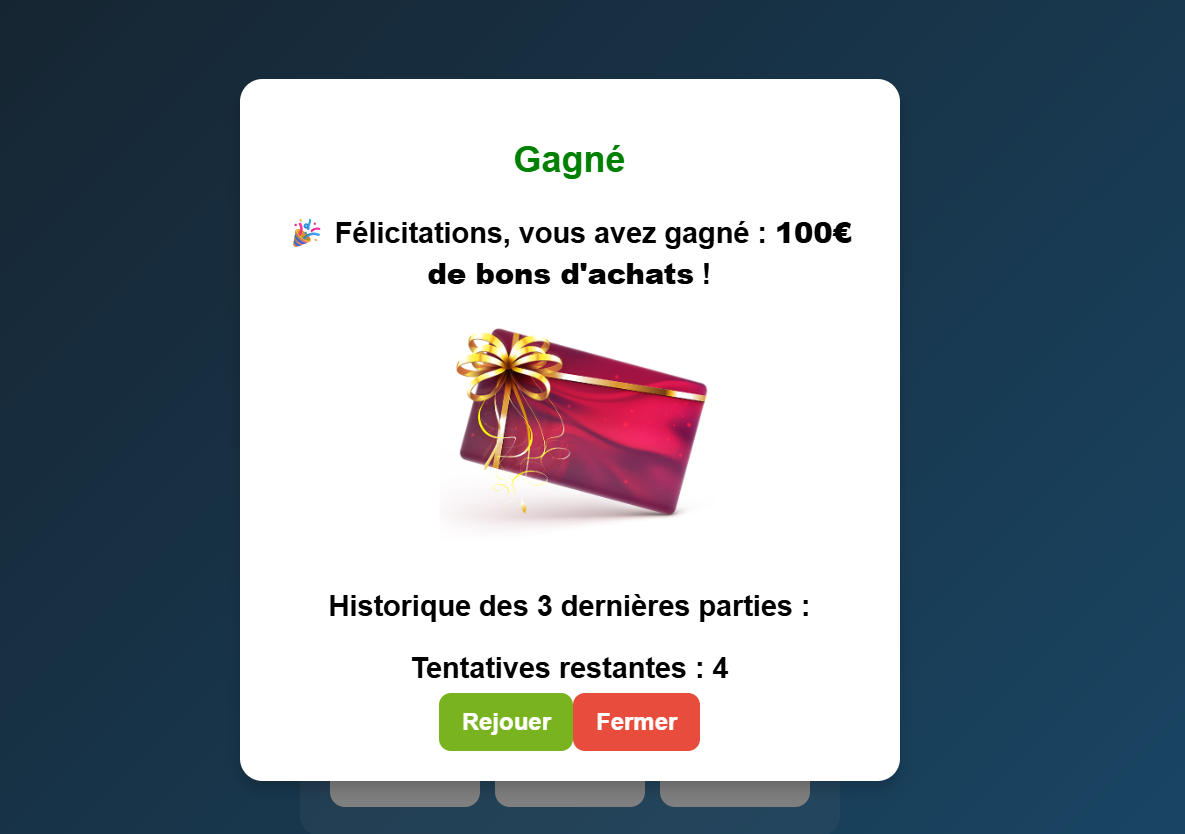 Gagné
🎉 Félicitations, vous avez gagné : 100€
de bons d'achats !
Historique des 3 dernières parties :
Tentatives restantes : 4
Rejouer Fermer